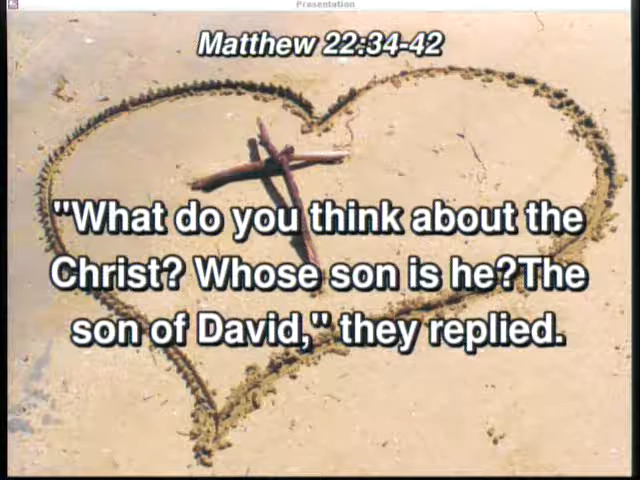 Presentation
Matthew 22:34-42
"What do you think about the
Christ? Whose son is he?The
son of David," they replied.